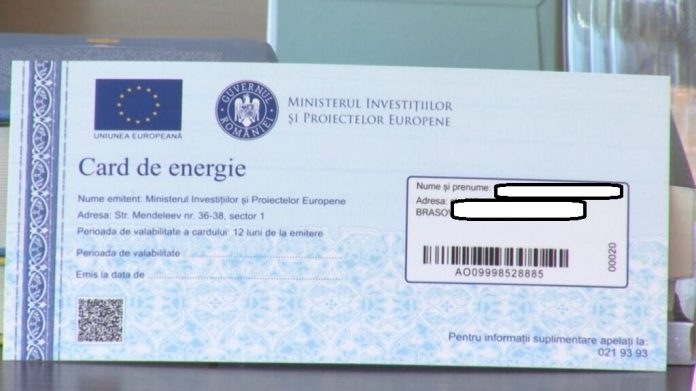 UNIUNEA EUROPEANĂ
GUVERNUL ROMÂNIEI
MINISTERUL INVESTIȚIILOR
ȘI PROIECTELOR EUROPENE
Card de energie
Nume emitent: Ministerul Investițiilor și Proiectelor Europene
Adresa: Str. Mendeleev nr. 36-38, sector 1
Perioada de valabilitate a cardului: 12 luni de la emitere
Perioada de valabilitate :
Emis la data de
Nume și prenume:
Adresa:
BRASOV
AO09998528885
00020
Pentru informații suplimentare apelați la:
021 93 93